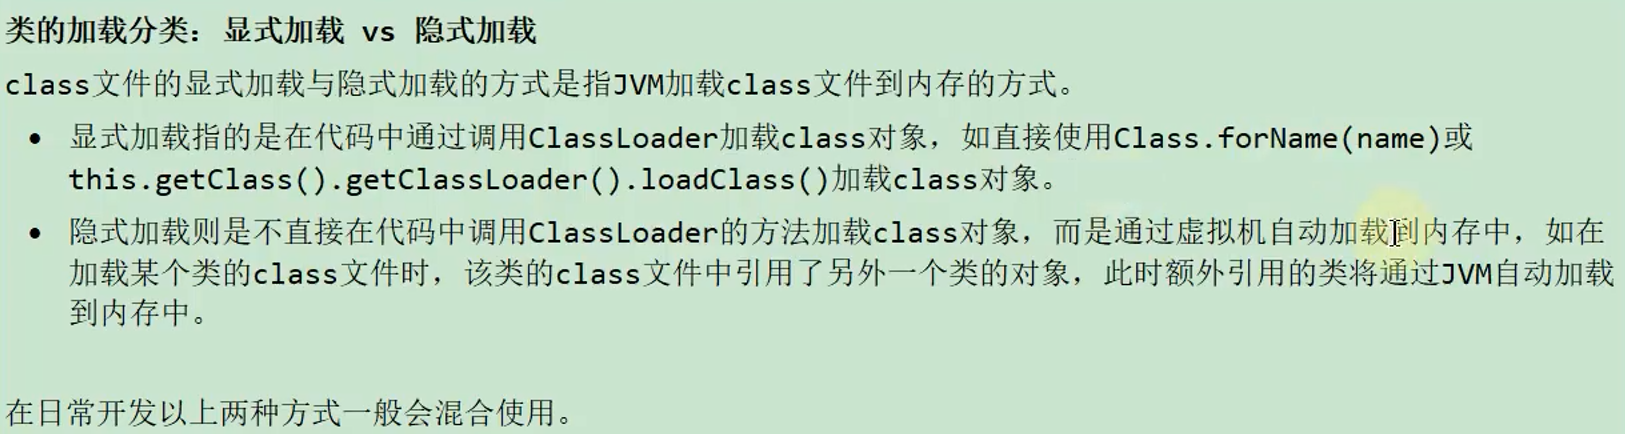 类的加载分类：显式加载 vs 隐式加载
class文件的显式加载与隐式加载的方式是指JVM加载class文件到内存的方式。
• 显式加载指的是在代码中通过调用ClassLoader加载class对象，如直接使用Class.forName(name)或
this.getClass().getClassLoader().loadClass()加载class对象。
• 隐式加载则是不直接在代码中调用ClassLoader的方法加载class对象，而是通过虚拟机自动加载到内存中，如在
加载某个类的class文件时，该类的class文件中引用了另外一个类的对象，此时额外引用的类将通过JVM自动加载
到内存中。
在日常开发以上两种方式一般会混合使用。